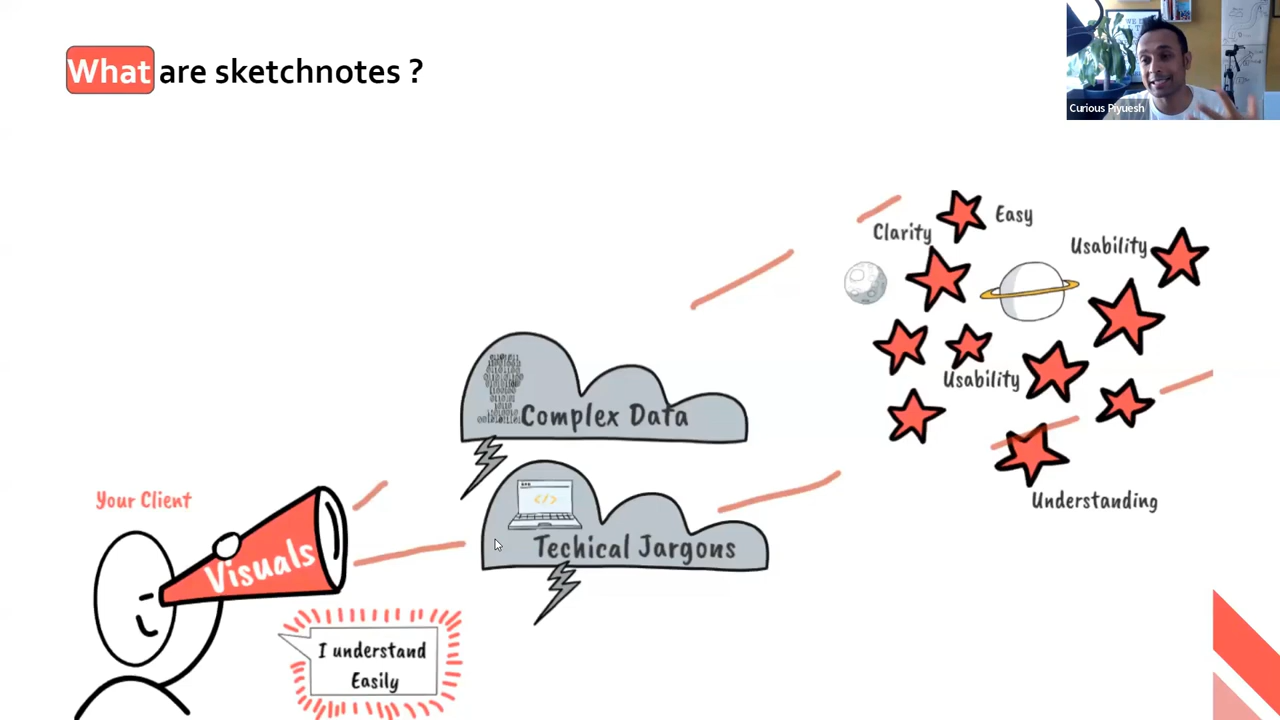 What are sketchnotes ?
Curious Piyuesh
Easy
Clarity
Usability
Usability
Understanding
Complex Data
Techical Jargons
</>
Your Client
Visuals
I understand
Easily